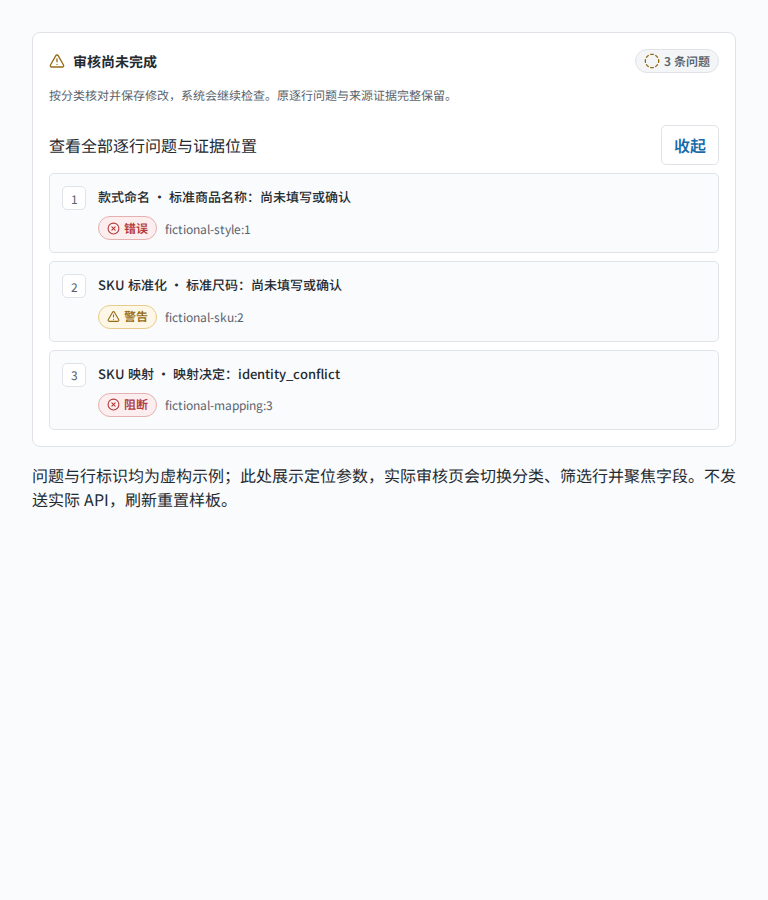 审核尚未完成
3 条问题
按分类核对并保存修改，系统会继续检查。原逐行问题与来源证据完整保留。
查看全部逐行问题与证据位置
收起
1
款式命名 · 标准商品名称：尚未填写或确认
错误 fictional-style:1
2
SKU 标准化 · 标准尺码：尚未填写或确认
警告 fictional-sku:2
3
SKU 映射 · 映射决定：identity_conflict
阻断 fictional-mapping:3
问题与行标识均为虚构示例；此处展示定位参数，实际审核页会切换分类、筛选行并聚焦字段。不发
送实际 API，刷新重置样板。